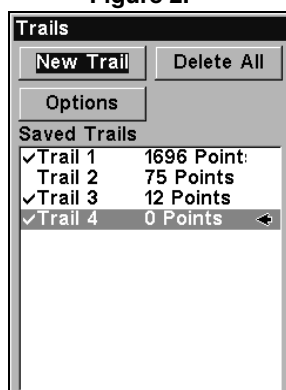 Figure 2.
Trails
New Trail Delete All
Options
Saved Trails
✓Trail 1 1696 Point
Trail 2 75 Points
✓Trail 3 12 Points
✓Trail 4 0 Points